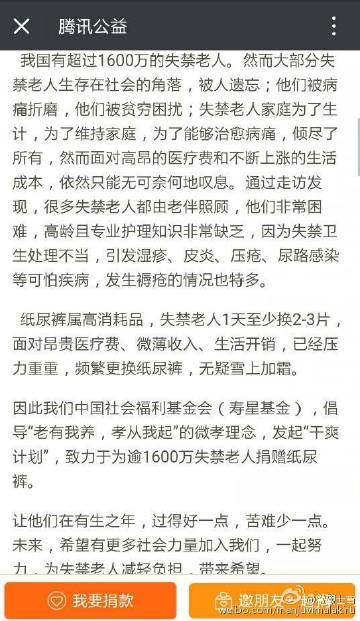 腾讯公益
我国有超过1600万的失禁老人。然而大部分失
禁老人生存在社会的角落，被人遗忘；他们被病
痛折磨，他们被贫穷困扰；失禁老人家庭为了生
计，为了维持家庭，为了能够治愈病痛，倾尽了
所有，然而面对高昂的医疗费和不断上涨的生活
成本，依然只能无可奈何地叹息。通过走访发
现，很多失禁老人都由老伴照顾，他们非常困
难，高龄且专业护理知识非常缺乏，因为失禁卫
生处理不当，引发湿疹、皮炎、压疮、尿路感染
等可怕疾病，发生褥疮的情况也特多。
纸尿裤属高消耗品，失禁老人1天至少换2-3片，
面对昂贵医疗费、微薄收入、生活开销，已经压
力重重，频繁更换纸尿裤，无疑雪上加霜。
因此我们中国社会福利基金会（寿星基金），倡
导“老有我养，孝从我起”的微孝理念，发起“干爽
计划”，致力于为逾1600万失禁老人捐赠纸尿
裤。
让他们在有生之年，过得好一点，苦难少一点。
未来，希望有更多社会力量加入我们，一起努
力，为失禁老人减轻负担，带来希望。
我要捐款
邀朋友一起捐